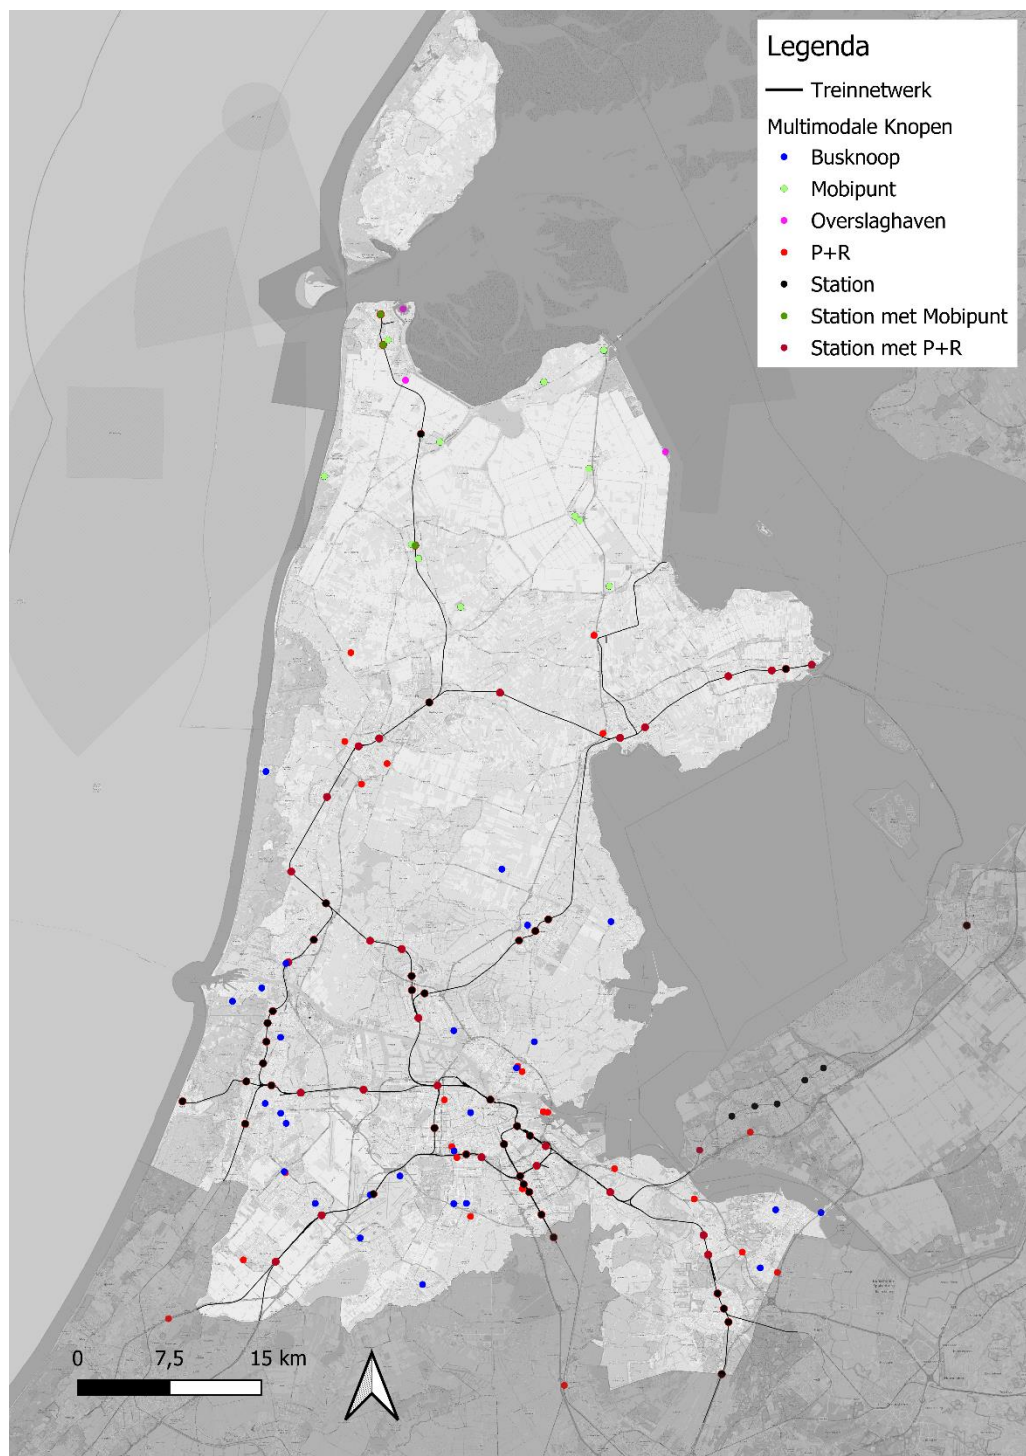 Legenda
Treinnetwerk
Multimodale Knopen
Busknoop
Mobipunt
Overslaghaven
P+R
Station
Station met Mobipunt
Station met P+R
0 7,5 15 km